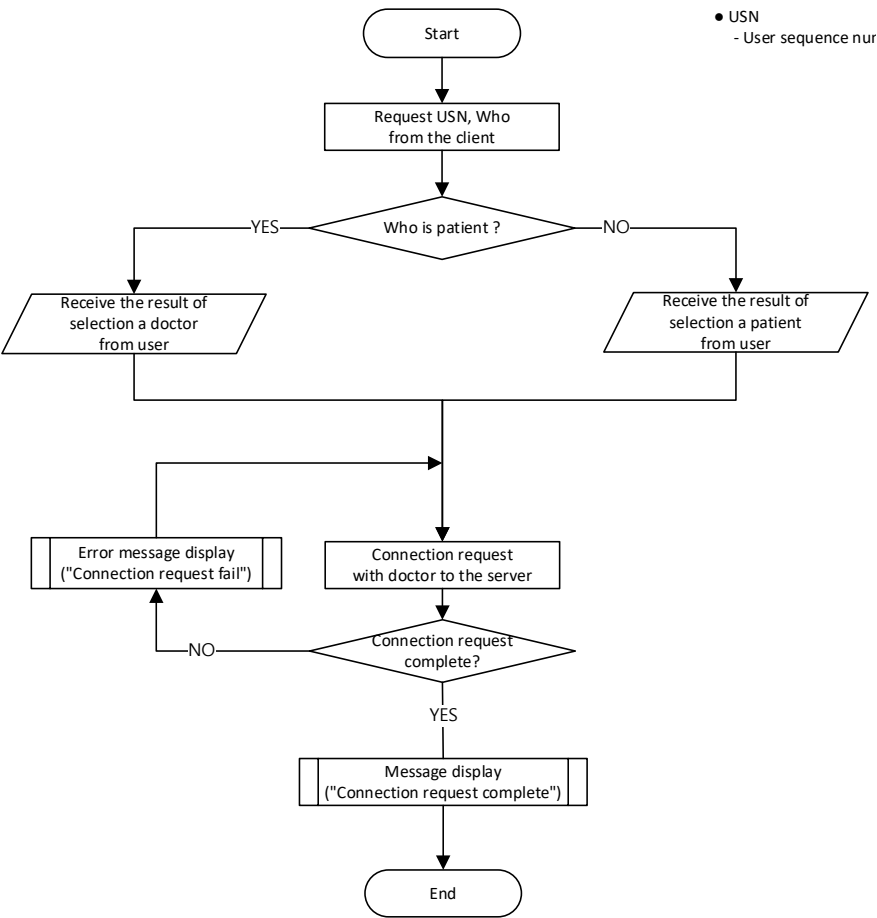 ● USN
- User sequence num
Start
Request USN, Who
from the client
Who is patient ?
YES
NO
Receive the result of
selection a doctor
from user
Receive the result of
selection a patient
from user
Error message display
("Connection request fail")
Connection request
with doctor to the server
Connection request
complete?
NO
YES
Message display
("Connection request complete")
End